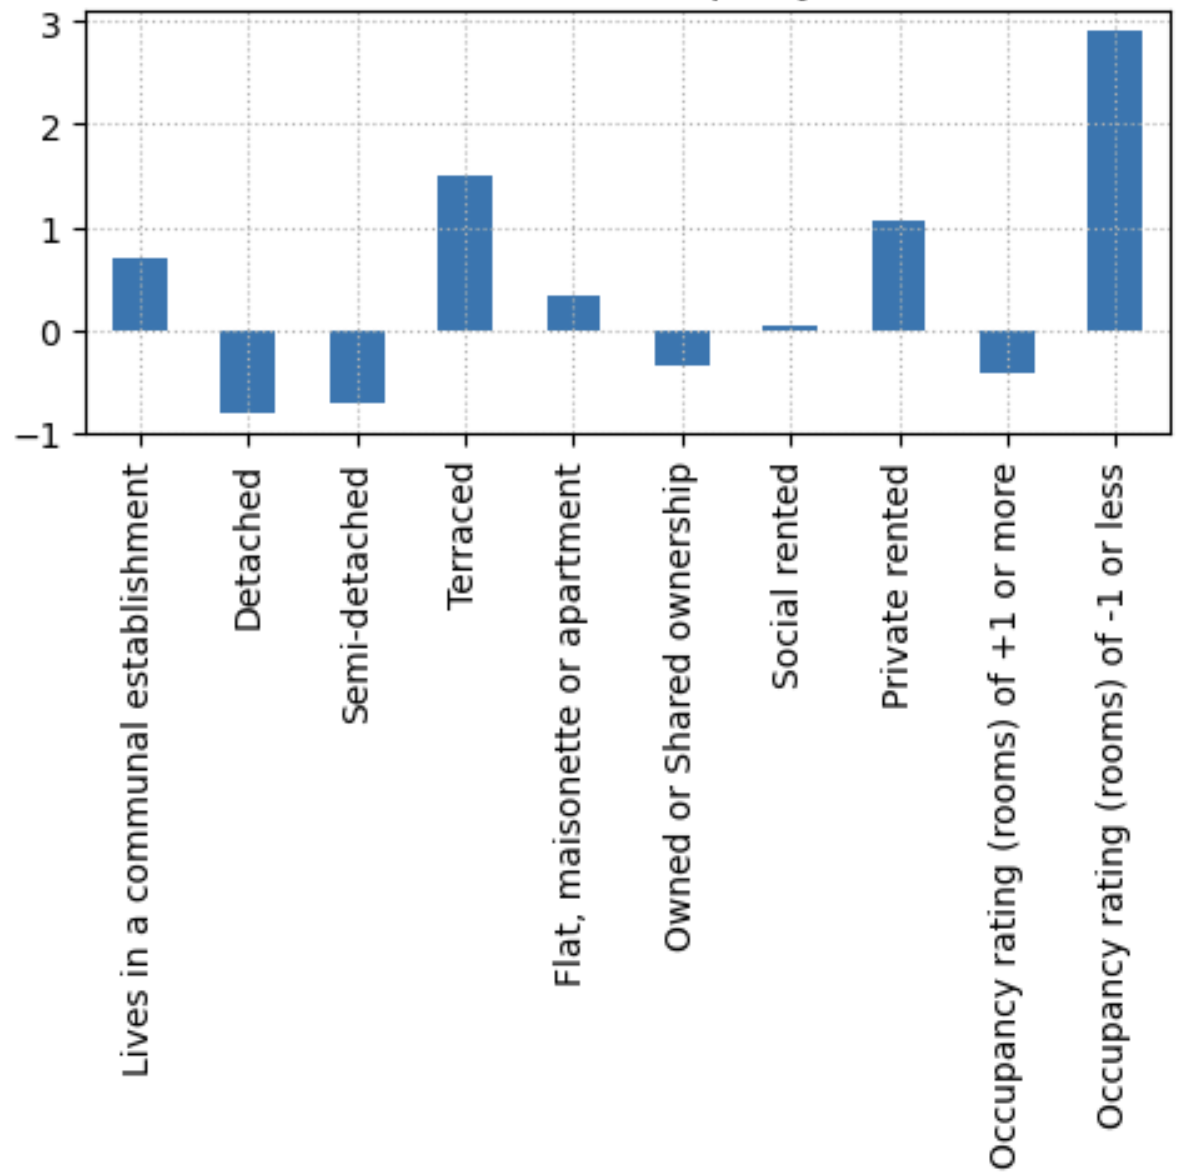 3
2
1
0
−1
Lives in a communal establishment
Detached
Semi-detached
Terraced
Flat, maisonette or apartment
Owned or Shared ownership
Social rented
Private rented
Occupancy rating (rooms) of +1 or more
Occupancy rating (rooms) of -1 or less